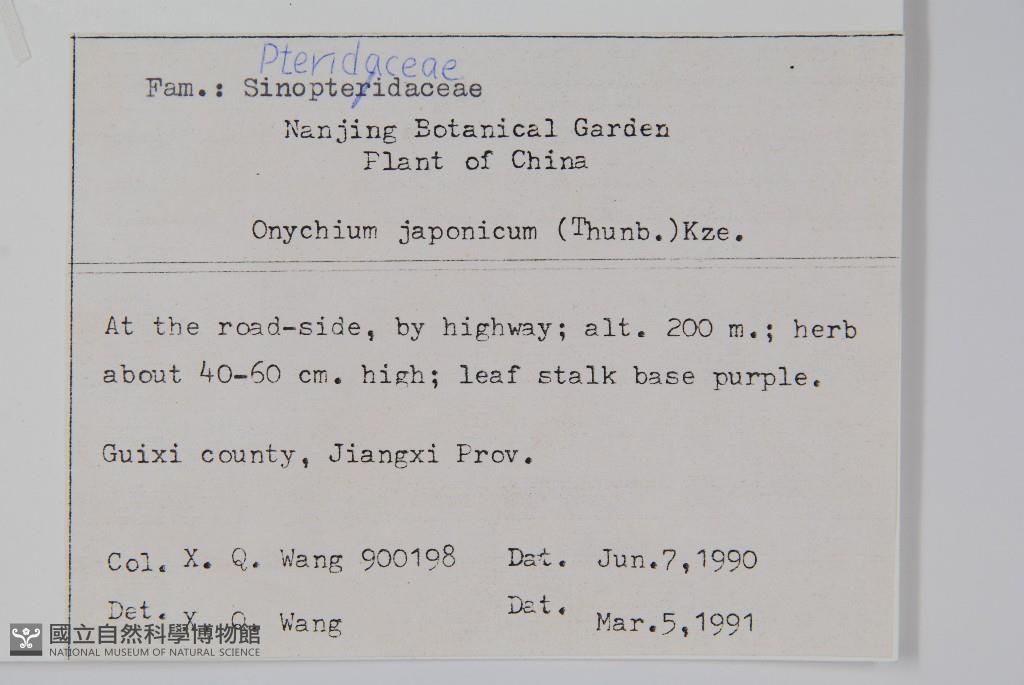 Pteridaceae
Fam.: Sinopteridaceae
Nanjing Botanical Garden
Plant of China
Onychium japonicum (Thunb.)Kze.
At the road-side, by highway; alt. 200 m.; herb
about 40-60 cm. high; leaf stalk base purple.
Guixi county, Jiangxi Prov.
Col. X. Q. Wang 900198 Dat. Jun.7,1990
Det. X. Q. Wang Dat. Mar.5,1991
國立自然科學博物館
NATIONAL MUSEUM OF NATURAL SCIENCE